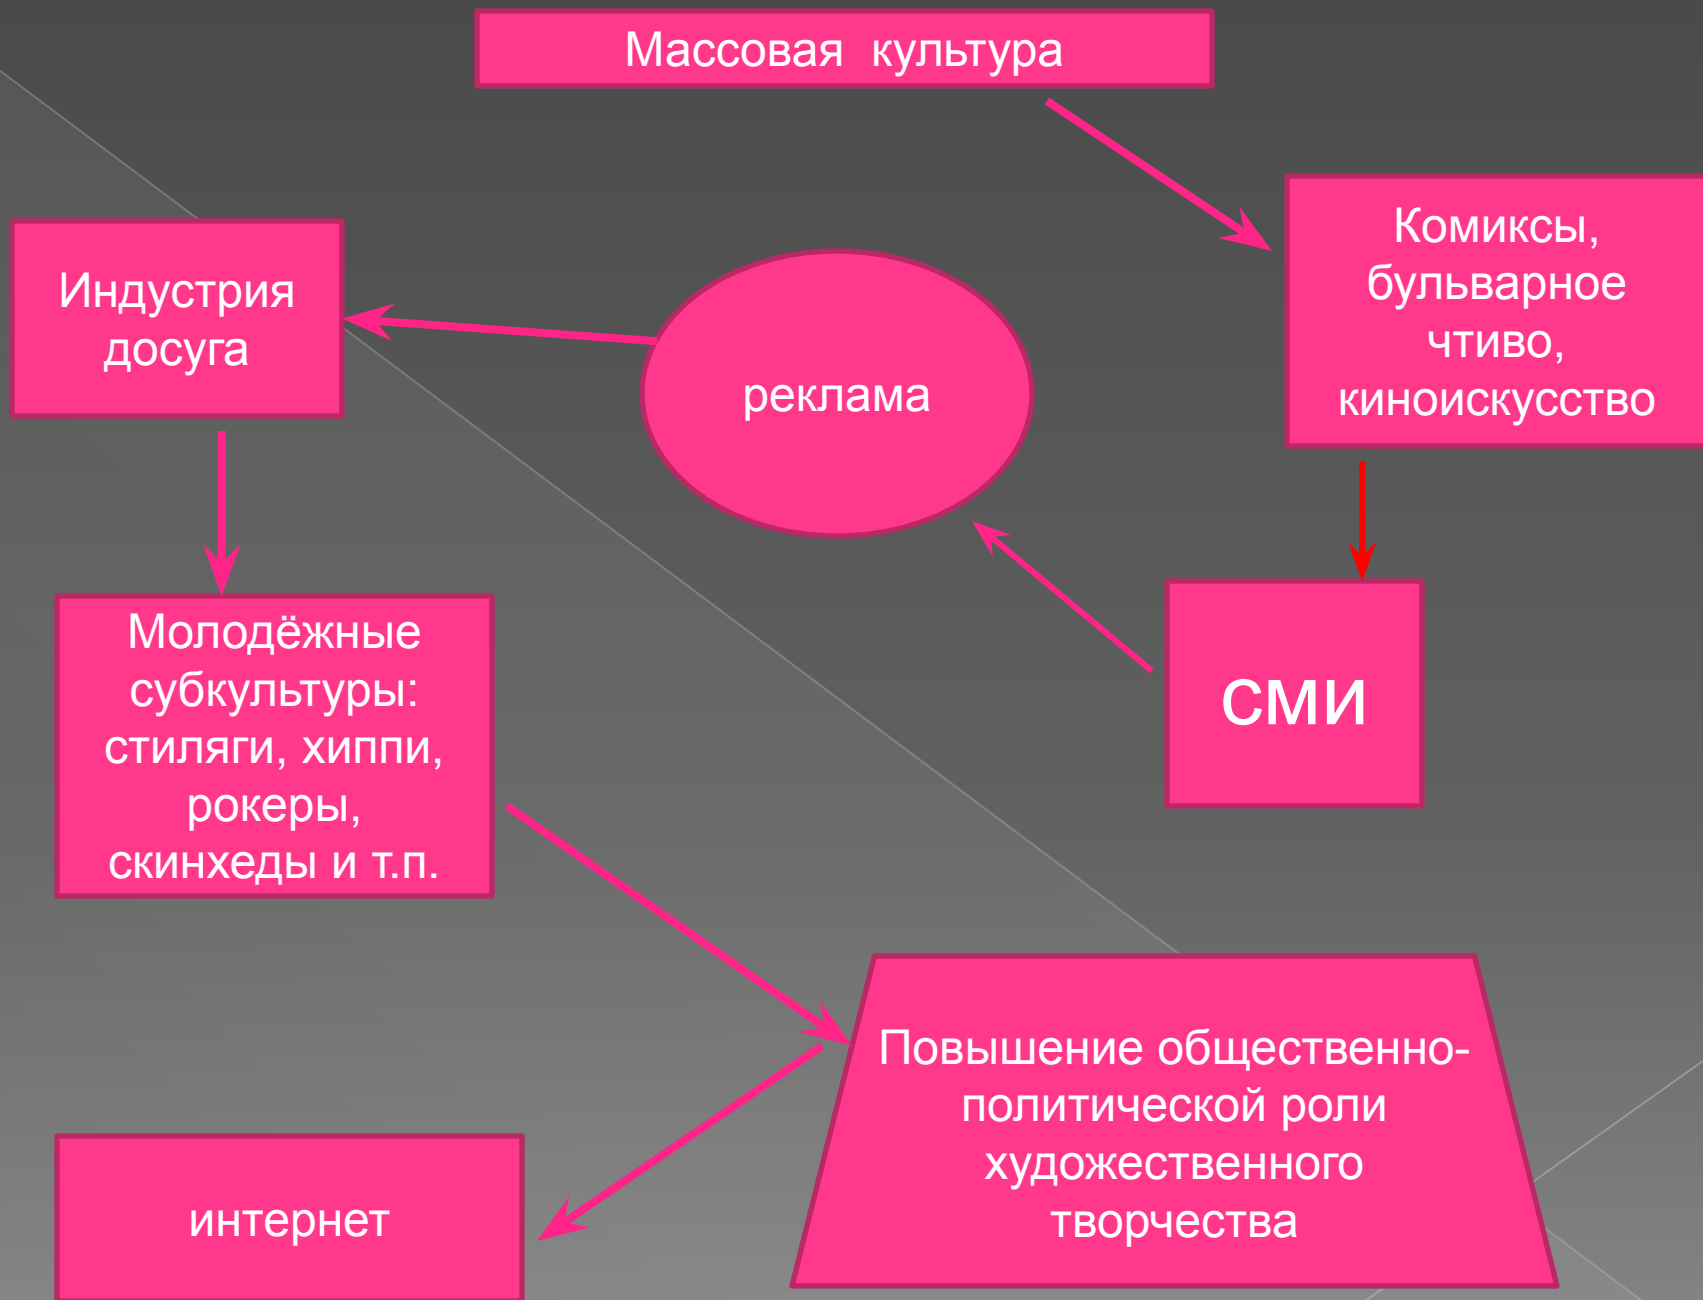 Массовая культура
Комиксы,
бульварное
чтиво,
киноискусство
Индустрия
досуга
реклама
сми
Молодёжные
субкультуры:
стиляги, хиппи,
рокеры,
скинхеды и т.п.
Повышение общественно-
политической роли
художественного
творчества
интернет